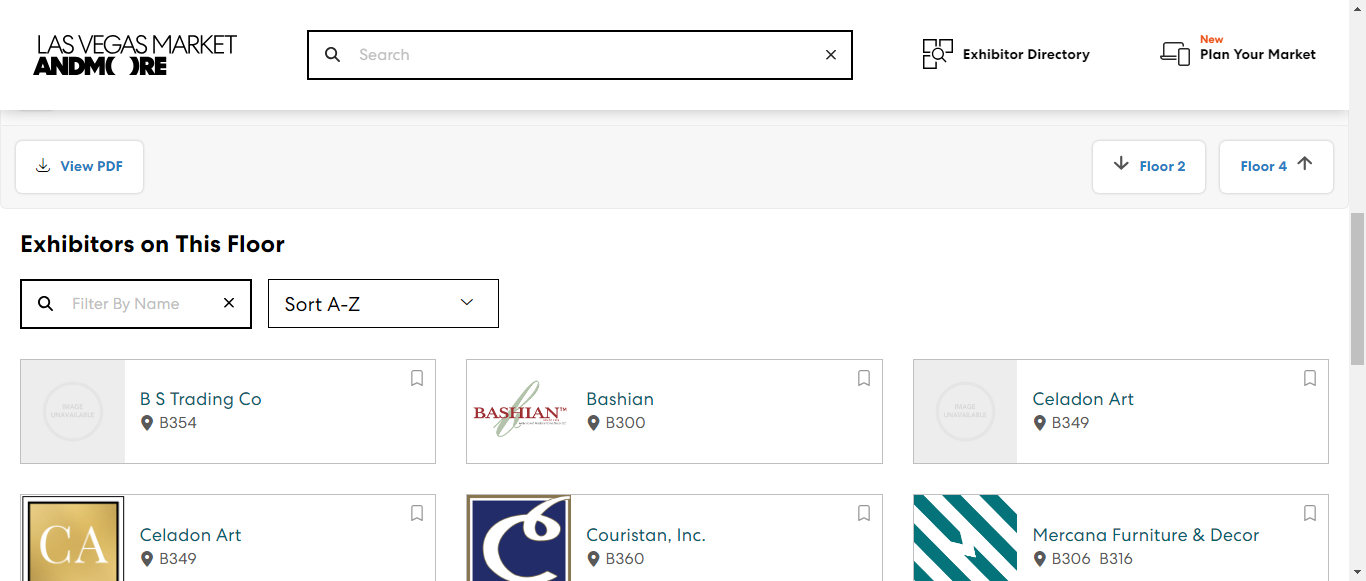 LAS VEGAS MARKET
ANDMORE
Search
Exhibitor Directory
New
Plan Your Market
View PDF
Floor 2
Floor 4
Exhibitors on This Floor
Filter By Name
Sort A-Z
IMAGE
UNAVAILABLE
B S Trading Co
B354
b
BASHIAN™
Bashian
B300
IMAGE
UNAVAILABLE
Celadon Art
B349
CA
Celadon Art
B349
C
Couristan, Inc.
B360
Mercana Furniture & Decor
B306 B316